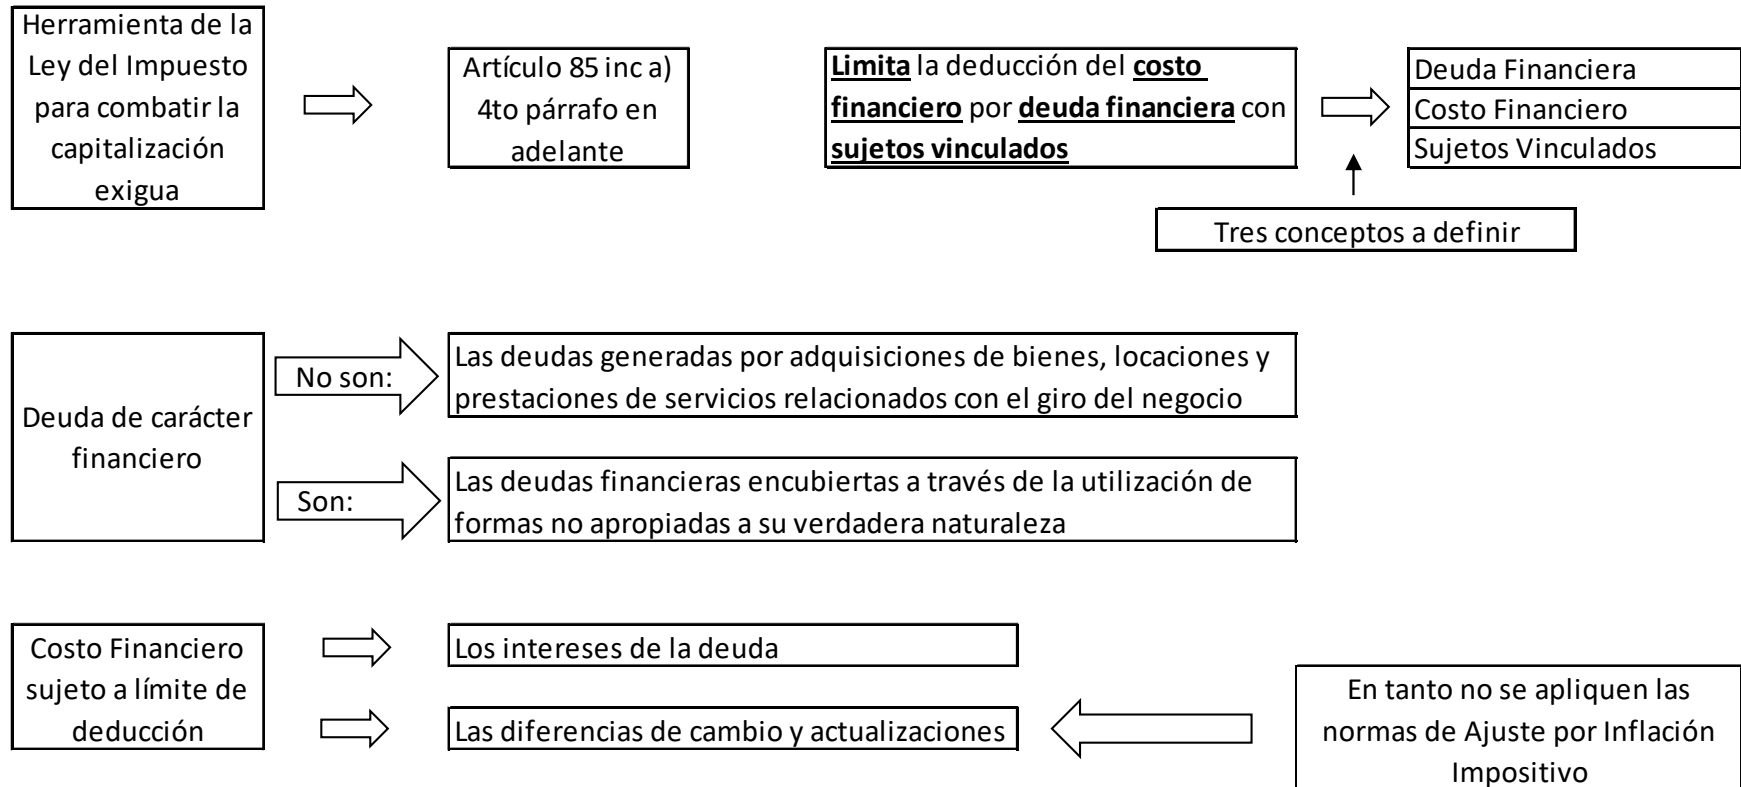 Herramienta de la
Ley del Impuesto
para combatir la
capitalización
exigua
Artículo 85 inc a)
4to párrafo en
adelante
Limita la deducción del costo
financiero por deuda financiera con
sujetos vinculados
Deuda Financiera
Costo Financiero
Sujetos Vinculados
Tres conceptos a definir
Deuda de carácter
financiero
No son:
Las deudas generadas por adquisiciones de bienes, locaciones y
prestaciones de servicios relacionados con el giro del negocio
Son:
Las deudas financieras encubiertas a través de la utilización de
formas no apropiadas a su verdadera naturaleza
Costo Financiero
sujeto a límite de
deducción
Los intereses de la deuda
Las diferencias de cambio y actualizaciones
En tanto no se apliquen las
normas de Ajuste por Inflación
Impositivo